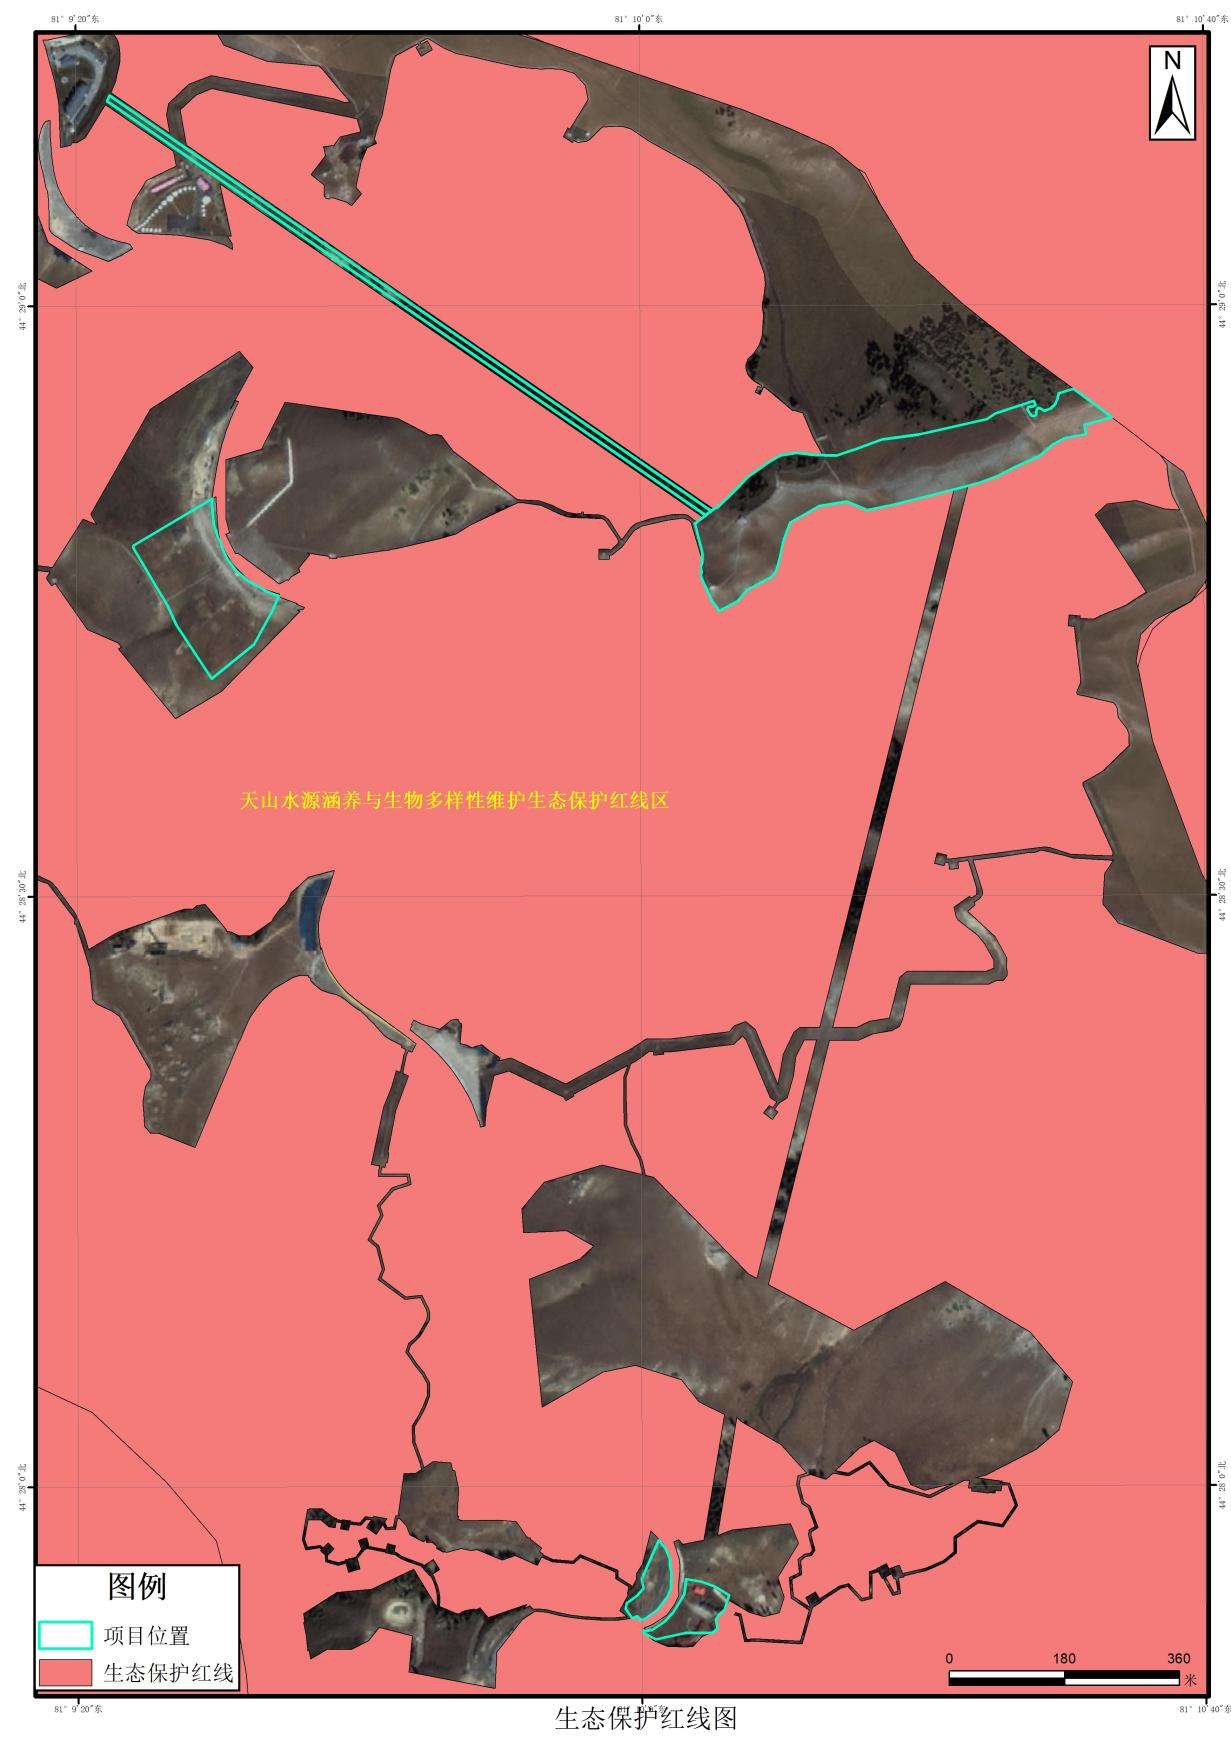 81° 9′20″东
81° 10′0″东
81° 10′40″东
N
44° 29′0″北
44° 29′0″北
天山水源涵养与生物多样性维护生态保护红线区
44° 28′30″北
44° 28′30″北
44° 28′0″北
44° 28′0″北
图例
项目位置
生态保护红线
0 180 360
米
81° 9′20″东
81° 10′40″东
生态保护红线图